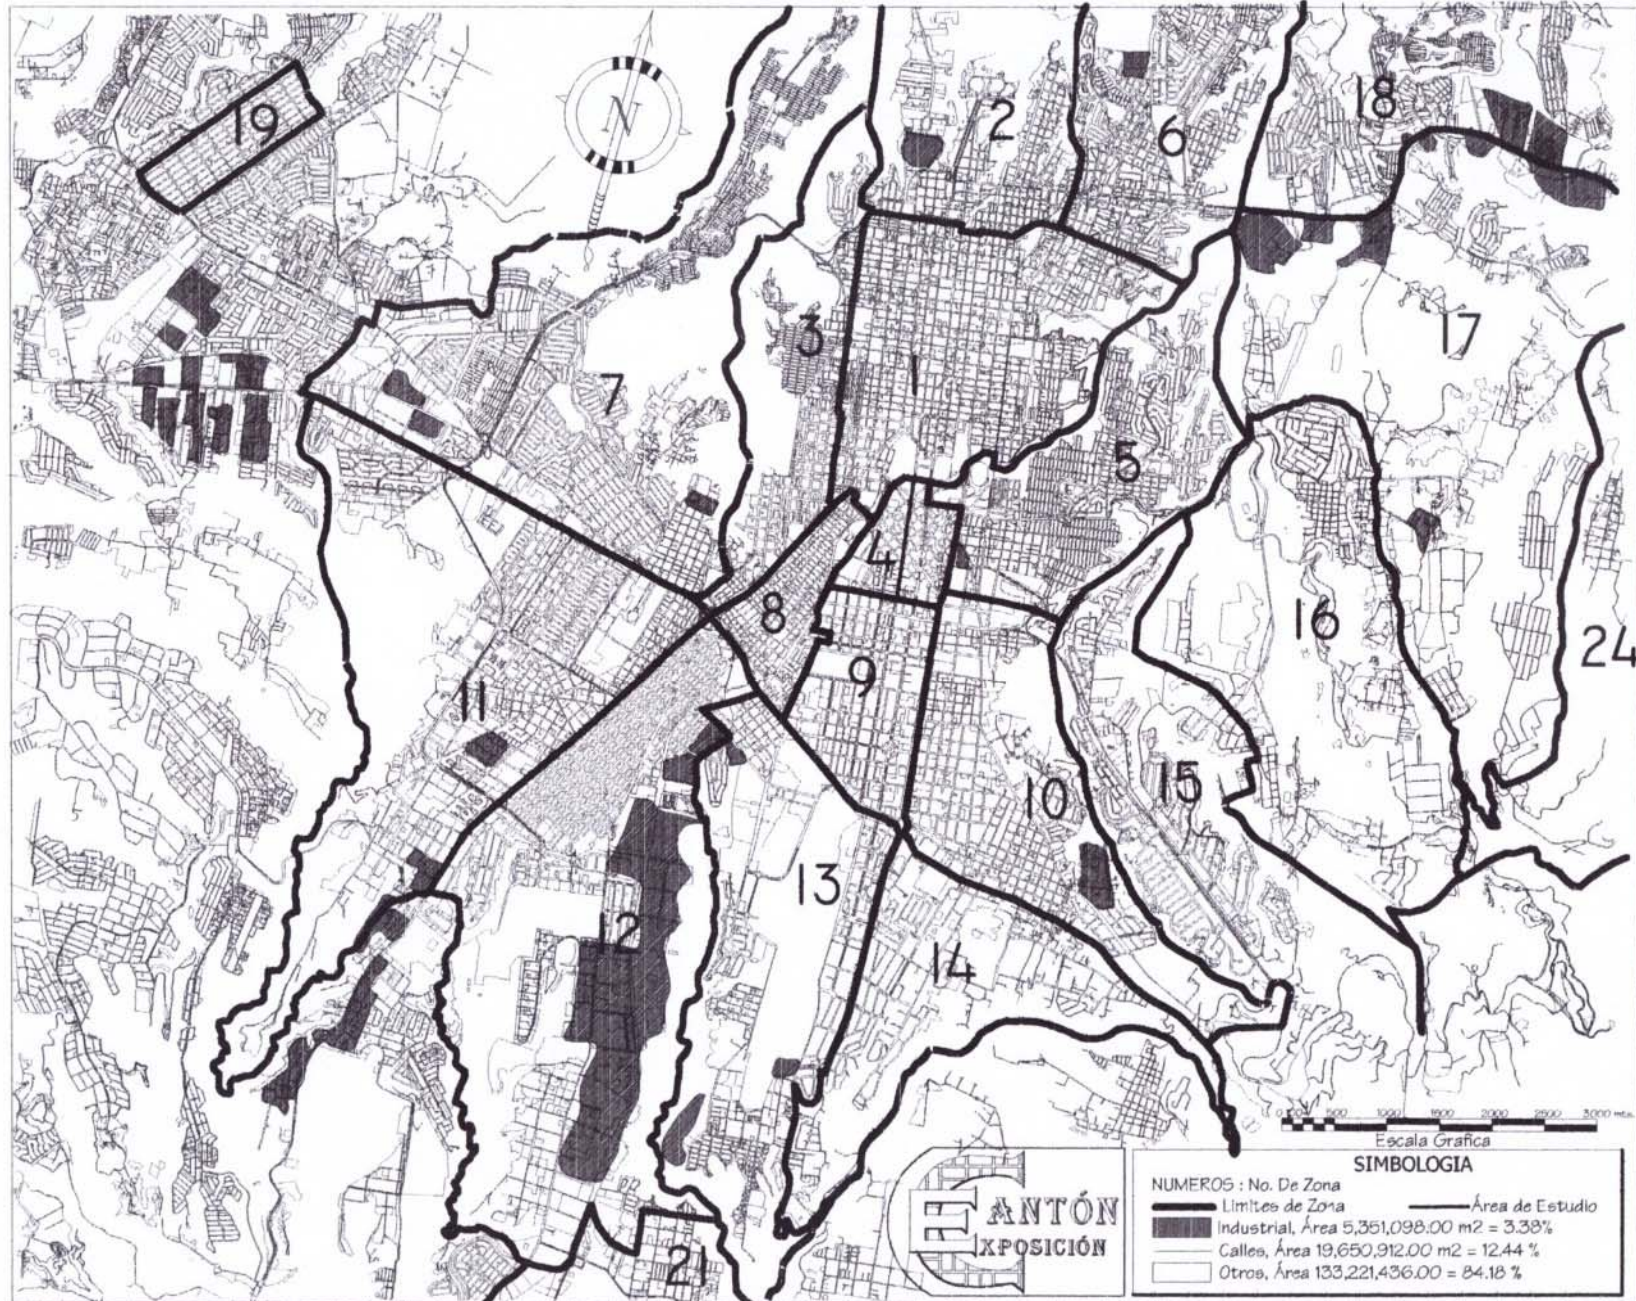 19
N
2
6
18
3
1
17
7
5
4
8
16
24
9
11
10
15
13
12
14
21
0 500 1000 1500 2000 2500 3000 mts.
Escala Grafica
CANTÓN
EXPOSICIÓN
SIMBOLOGIA
NUMEROS : No. De Zona
Limites de Zona Área de Estudio
Industrial, Área 5,351,098.00 m2 = 3.38%
Calles, Área 19,650,912.00 m2 = 12.44 %
Otros, Área 133,221,436.00 = 84.18 %